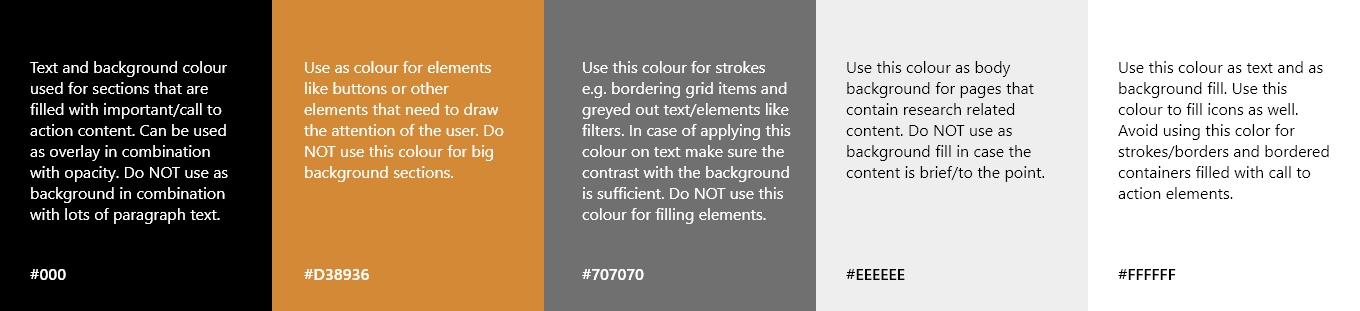 Text and background colour
used for sections that are
filled with important/call to
action content. Can be used
as overlay in combination
with opacity. Do NOT use as
background in combination
with lots of paragraph text.
#000
Use as colour for elements
like buttons or other
elements that need to draw
the attention of the user. Do
NOT use this colour for big
background sections.
#D38936
Use this colour for strokes
e.g. bordering grid items and
greyed out text/elements like
filters. In case of applying this
colour on text make sure the
contrast with the background
is sufficient. Do NOT use this
colour for filling elements.
#707070
Use this colour as body
background for pages that
contain research related
content. Do NOT use as
background fill in case the
content is brief/to the point.
#EEEEEE
Use this colour as text and as
background fill. Use this
colour to fill icons as well.
Avoid using this color for
strokes/borders and bordered
containers filled with call to
action elements.
#FFFFFF